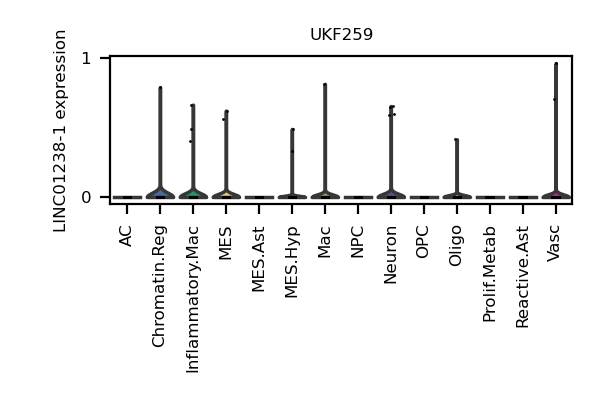 UKF259
LINC01238-1 expression
1
0
AC
Chromatin.Reg
Inflammatory.Mac
MES
MES.Ast
MES.Hyp
Mac
NPC
Neuron
OPC
Oligo
Prolif.Metab
Reactive.Ast
Vasc